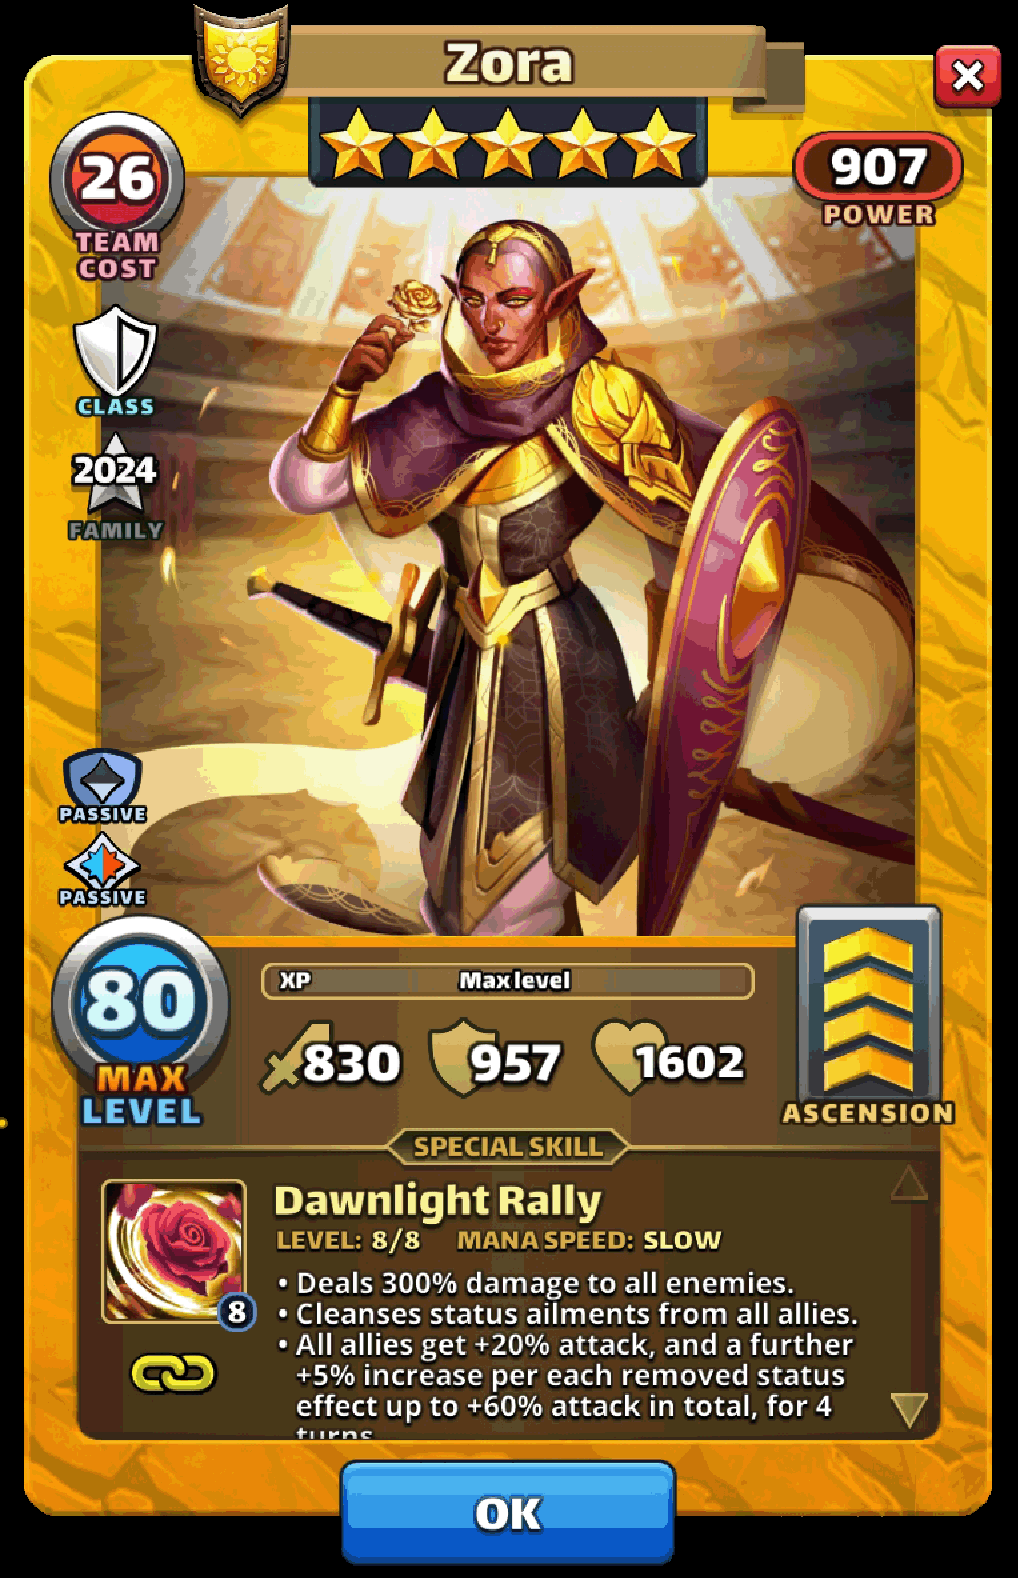 Zora
26
TEAM
COST
907
POWER
CLASS
2024
FAMILY
PASSIVE
PASSIVE
80
MAX
LEVEL
XP Max level
830 957 1602
ASCENSION
SPECIAL SKILL
Dawnlight Rally
LEVEL: 8/8 MANA SPEED: SLOW
8
• Deals 300% damage to all enemies.
• Cleanses status ailments from all allies.
• All allies get +20% attack, and a further
+5% increase per each removed status
effect up to +60% attack in total, for 4
turns
OK